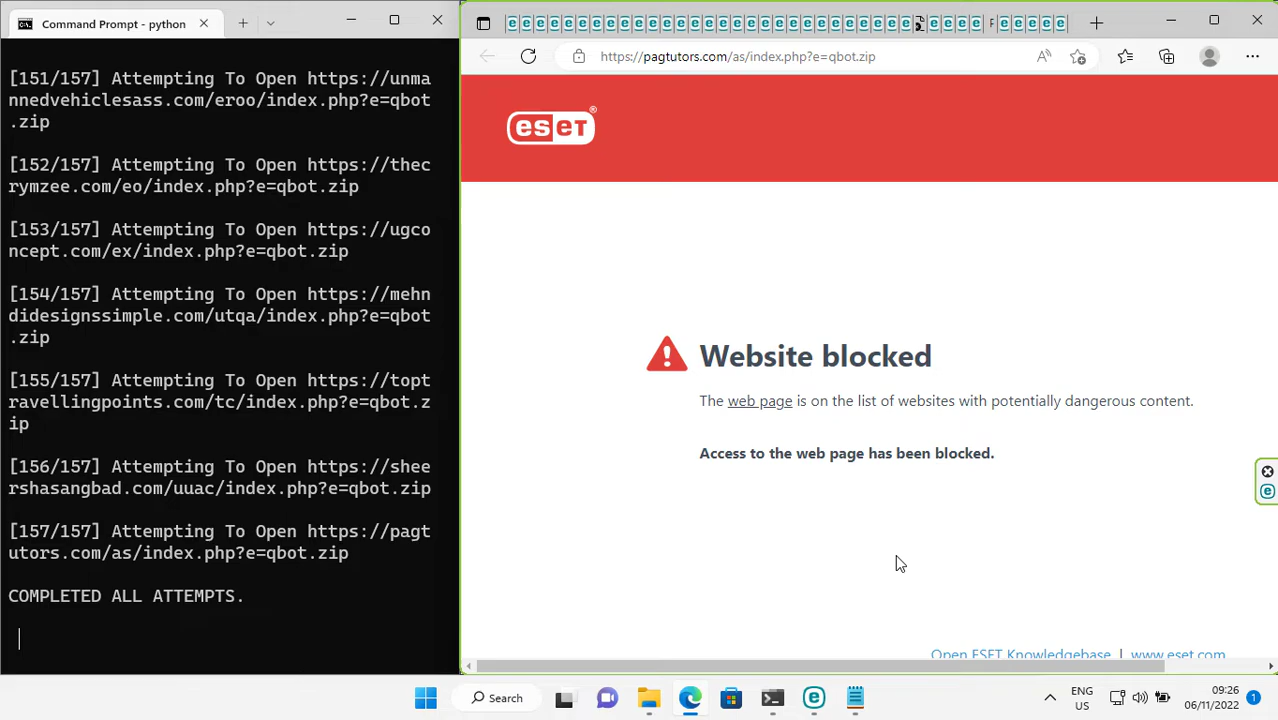 Command Prompt - python
[151/157] Attempting To Open https://unma
nnedvehiclesass.com/eroo/index.php?e=qbot
.zip
[152/157] Attempting To Open https://thec
rymzee.com/eo/index.php?e=qbot.zip
[153/157] Attempting To Open https://ugco
ncept.com/ex/index.php?e=qbot.zip
[154/157] Attempting To Open https://mehn
didesignssimple.com/utqa/index.php?e=qbot
.zip
[155/157] Attempting To Open https://topt
ravellingpoints.com/tc/index.php?e=qbot.z
ip
[156/157] Attempting To Open https://shee
rshasangbad.com/uuac/index.php?e=qbot.zip
[157/157] Attempting To Open https://pagt
utors.com/as/index.php?e=qbot.zip
COMPLETED ALL ATTEMPTS.
https://pagtutors.com/as/index.php?e=qbot.zip
eseT
Website blocked
The web page is on the list of websites with potentially dangerous content.
Access to the web page has been blocked.
Open ESET Knowledgebase | www.eset.com
Search
ENG
US
09:26
06/11/2022
1